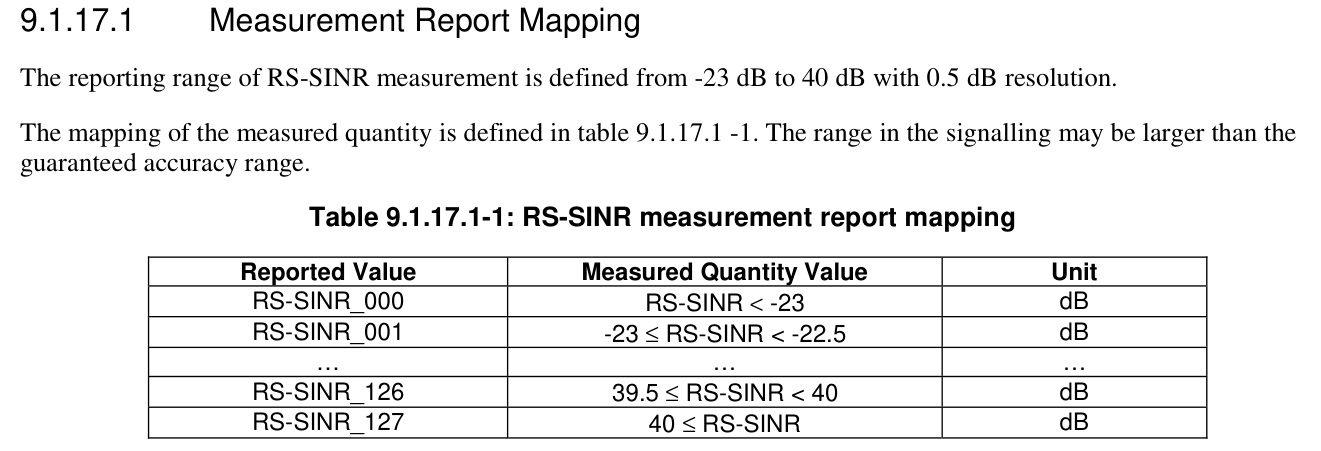 9.1.17.1 Measurement Report Mapping
The reporting range of RS-SINR measurement is defined from -23 dB to 40 dB with 0.5 dB resolution.
The mapping of the measured quantity is defined in table 9.1.17.1 -1. The range in the signalling may be larger than the
guaranteed accuracy range.
Table 9.1.17.1-1: RS-SINR measurement report mapping
Reported Value Measured Quantity Value Unit
RS-SINR_000 RS-SINR < -23 dB
RS-SINR_001 -23 ≤ RS-SINR < -22.5 dB
… … …
RS-SINR_126 39.5 ≤ RS-SINR < 40 dB
RS-SINR_127 40 ≤ RS-SINR dB